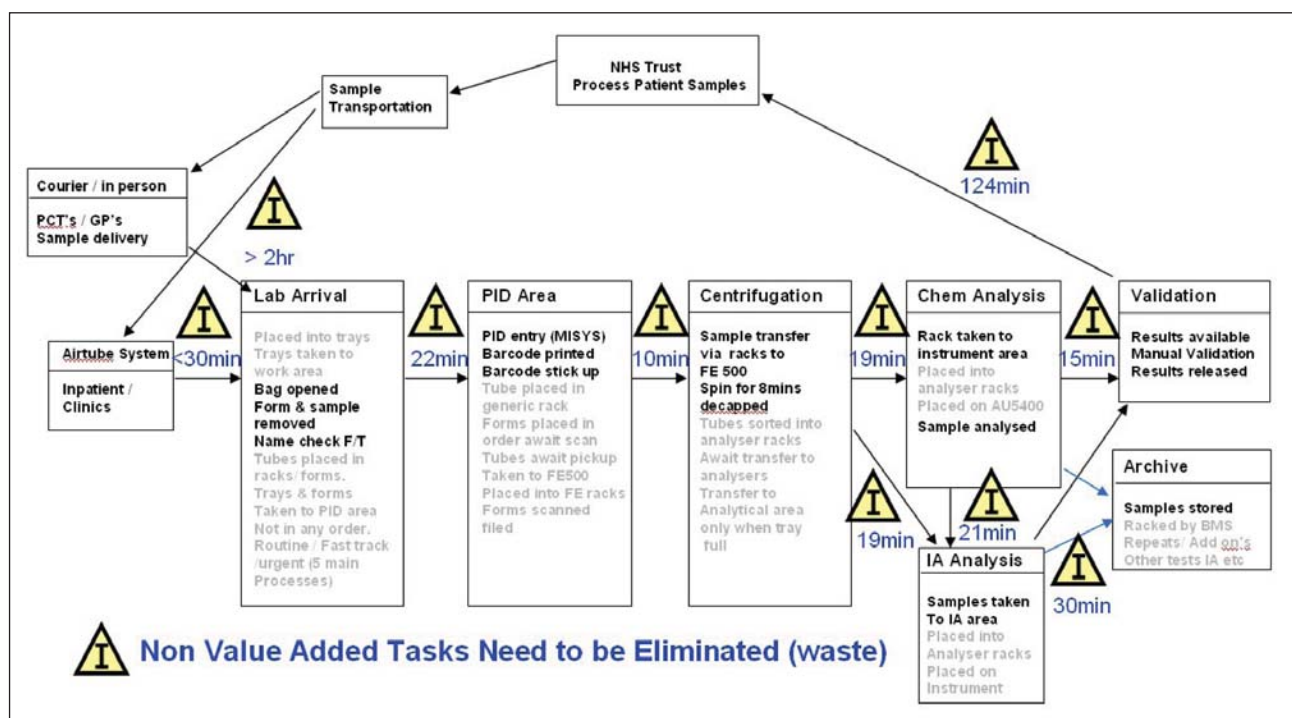 NHS Trust
Process Patient Samples
Sample
Transportation
I
124min
Courier / in person
PCT's / GP's
Sample delivery
I
> 2hr
Airtube System
Inpatient /
Clinics
I
<30min
Lab Arrival
Placed into trays
Trays taken to
work area
Bag opened
Form & sample
removed
Name check F/T
Tubes placed in
racks/ forms.
Trays & forms
Taken to PID area
Not in any order.
Routine / Fast track
/urgent (5 main
Processes)
I
22min
PID Area
PID entry (MISYS)
Barcode printed
Barcode stick up
Tube placed in
generic rack
Forms placed in
order await scan
Tubes await pickup
Taken to FE500
Placed into FE racks
Forms scanned
filed
I
10min
Centrifugation
Sample transfer
via racks to
FE 500
Spin for 8mins
decapped
Tubes sorted into
analyser racks
Await transfer to
analysers
Transfer to
Analytical area
only when tray
full
I
19min
Chem Analysis
Rack taken to
instrument area
Placed into
analyser racks
Placed on AU5400
Sample analysed
I
15min
Validation
Results available
Manual Validation
Results released
I
19min
I
21min
IA Analysis
Samples taken
To IA area
Placed into
Analyser racks
Placed on
Instrument
I
30min
Archive
Samples stored
Racked by BMS
Repeats/ Add on's
Other tests IA etc
I
Non Value Added Tasks Need to be Eliminated (waste)